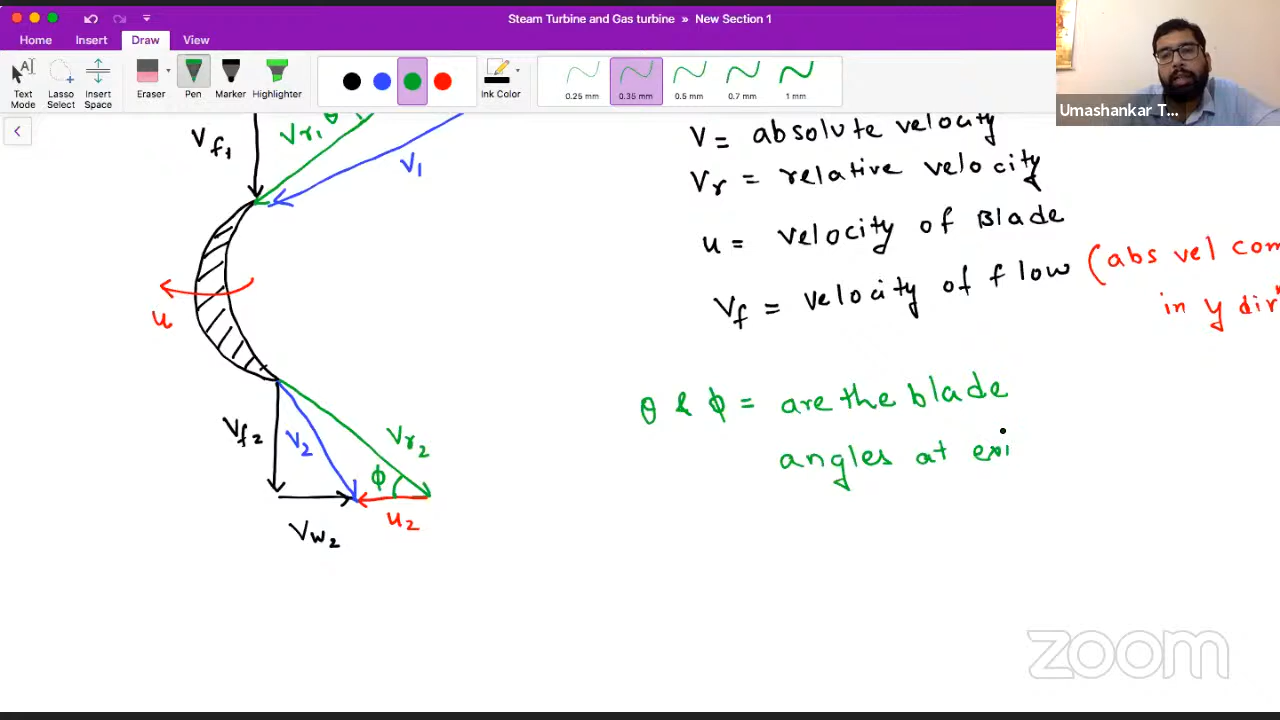 Steam Turbine and Gas turbine » New Section 1
Home Insert Draw View
Text Mode
Lasso Select
Insert Space
Eraser
Pen
Marker
Highlighter
Ink Color
0.25 mm
0.35 mm
0.5 mm
0.7 mm
1 mm
Umashankar T...
Vf1
Vr1
θ
V1
u
Vf2
V2
Vr2
ϕ
u2
Vw2
V = absolute velocity
Vr = relative velocity
u = velocity of Blade
Vf = velocity of flow (abs vel com
in y dirn
θ & ϕ = are the blade
angles at exi
zoom